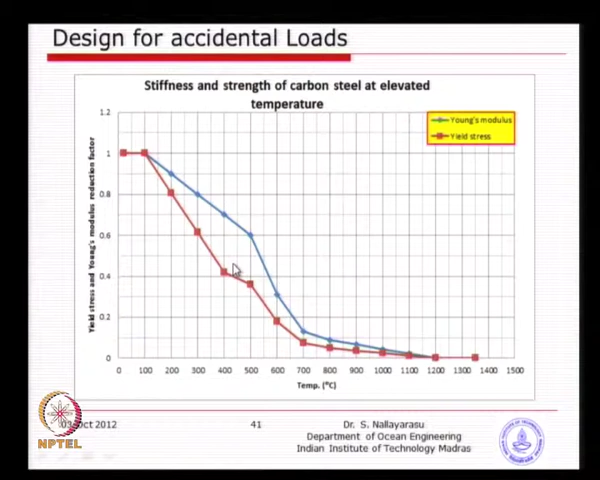 Design for accidental Loads
Stiffness and strength of carbon steel at elevated
temperature
Young's modulus
Yield stress
Yield stress and Young's modulus reduction factor
1.2
1
0.8
0.6
0.4
0.2
0
0 100 200 300 400 500 600 700 800 900 1000 1100 1200 1300 1400 1500
Temp. (°C)
03 Oct 2012
41
Dr. S. Nallayarasu
Department of Ocean Engineering
Indian Institute of Technology Madras
NPTEL